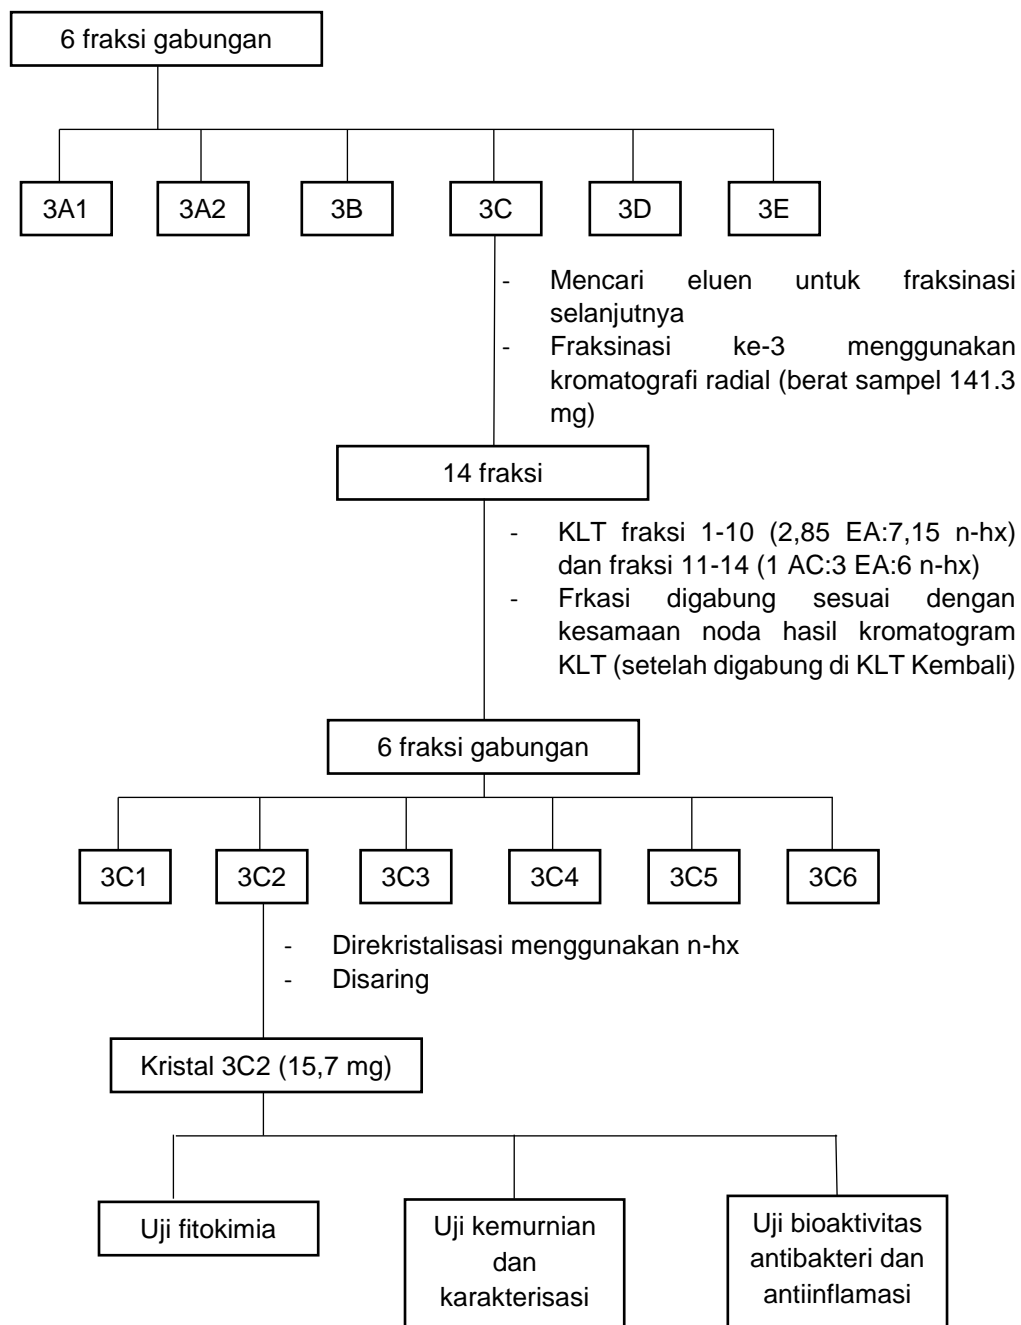 6 fraksi gabungan
3A1 3A2 3B 3C 3D 3E
- Mencari eluen untuk fraksinasi
selanjutnya
- Fraksinasi ke-3 menggunakan
kromatografi radial (berat sampel 141.3
mg)
14 fraksi
- KLT fraksi 1-10 (2,85 EA:7,15 n-hx)
dan fraksi 11-14 (1 AC:3 EA:6 n-hx)
- Frkasi digabung sesuai dengan
kesamaan noda hasil kromatogram
KLT (setelah digabung di KLT Kembali)
6 fraksi gabungan
3C1 3C2 3C3 3C4 3C5 3C6
- Direkristalisasi menggunakan n-hx
- Disaring
Kristal 3C2 (15,7 mg)
Uji fitokimia
Uji kemurnian
dan
karakterisasi
Uji bioaktivitas
antibakteri dan
antiinflamasi